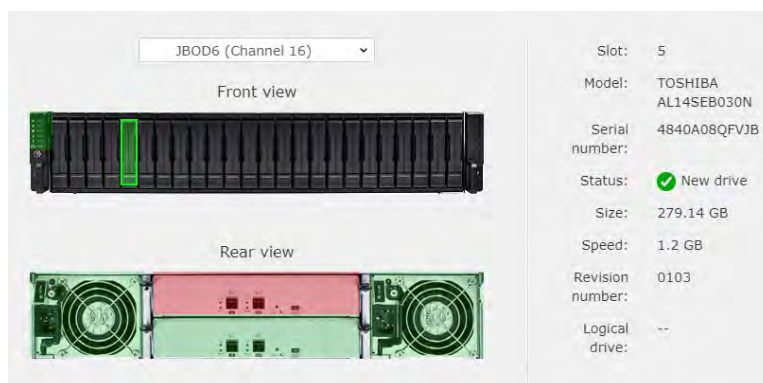 JBOD6 (Channel 16)
Front view
Rear view
Slot: 5
Model: TOSHIBA
AL14SEB030N
Serial number: 4840A08QFVJB
Status: New drive
Size: 279.14 GB
Speed: 1.2 GB
Revision number: 0103
Logical drive: --